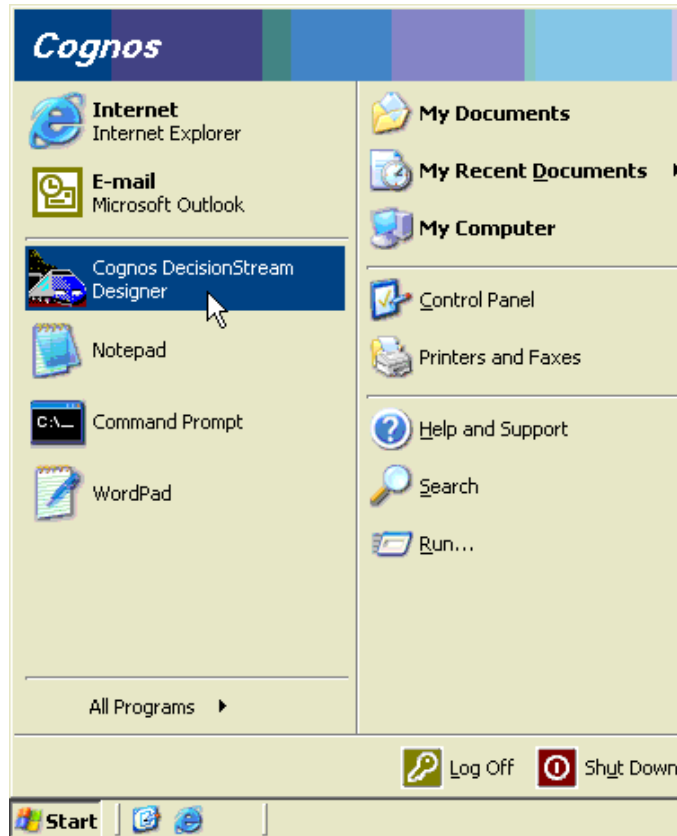 Cognos
Internet
Internet Explorer
E-mail
Microsoft Outlook
Cognos DecisionStream
Designer
Notepad
C:\_
Command Prompt
WordPad
All Programs
My Documents
My Recent Documents
My Computer
Control Panel
Printers and Faxes
Help and Support
Search
Run...
Log Off
Shut Down
Start